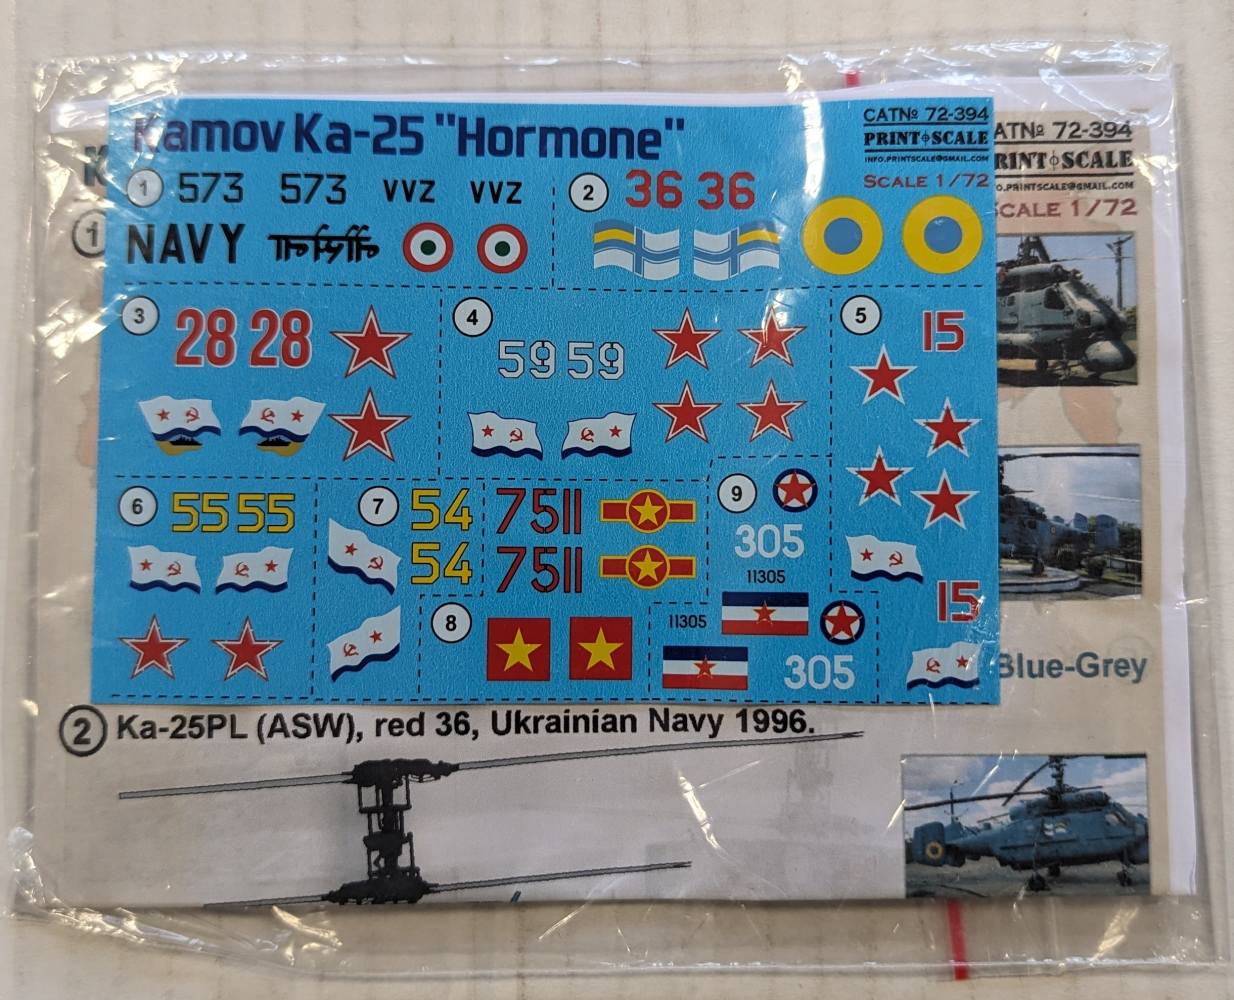 Kamov Ka-25 "Hormone"
CAT№ 72-394
PRINT SCALE
INFO.PRINTSCALE@GMAIL.COM
SCALE 1/72
ATN№ 72-394
RINT SCALE
O.PRINTSCALE@GMAIL.COM
SCALE 1/72
K
1
1 573 573 VVZ VVZ
NAVY
2 36 36
3 28 28
4 59 59
5 15
15
6 55 55
7 54
54
7511
7511
8
9
305
11305
11305
305
Blue-Grey
2 Ka-25PL (ASW), red 36, Ukrainian Navy 1996.